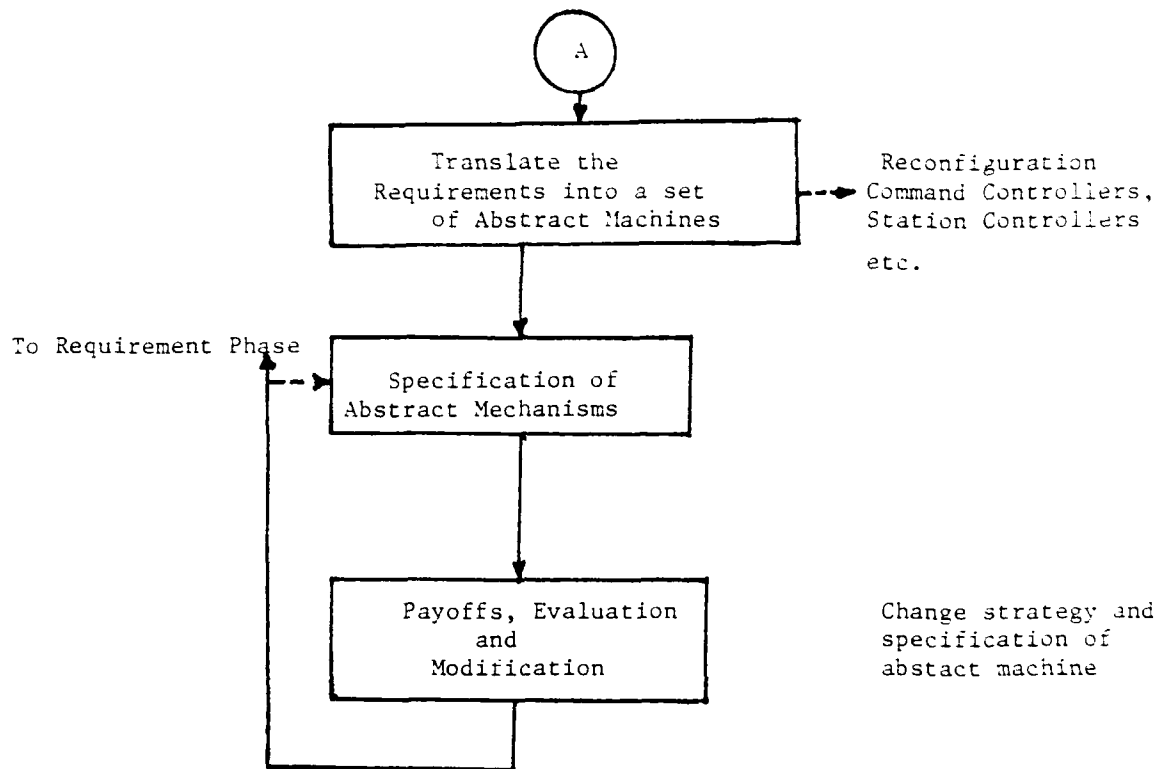 A
Translate the
Requirements into a set
of Abstract Machines
Reconfiguration
Command Controllers,
Station Controllers
etc.
To Requirement Phase
Specification of
Abstract Mechanisms
Payoffs, Evaluation
and
Modification
Change strategy and
specification of
abstact machine